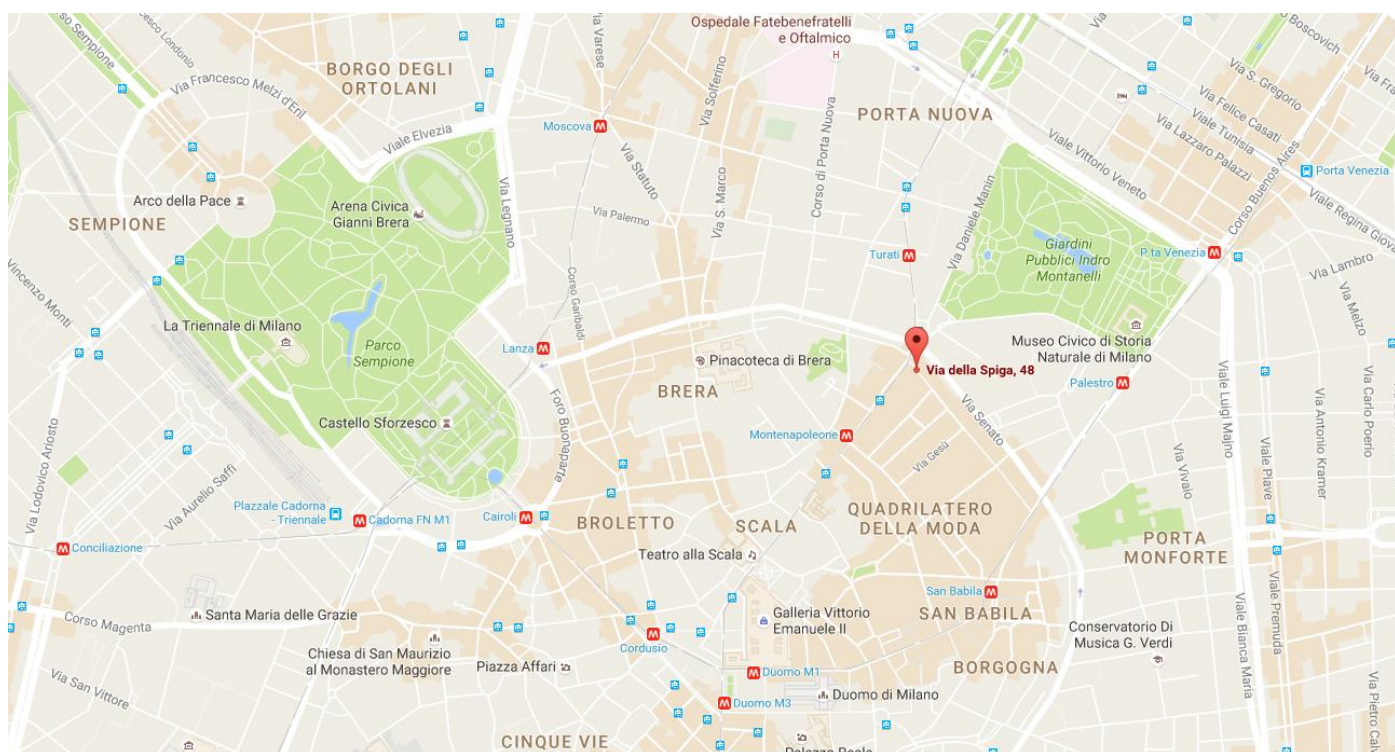 Ospedale Fatebenefratelli
e Oftalmico
H
Via Varese
Corso Sempione
BORGO DEGLI
ORTOLANI
Via Francesco Melzi d'Eril
Viale Elvezia
Moscova
Via Solferino
PORTA NUOVA
Via S. Gregorio
Via Felice Casati
Viale Tunisia
Via Lazzaro Palazzi
Viale Vittorio Veneto
Porta Venezia
Corso Buenos Aires
Arco della Pace
Arena Civica
Gianni Brera
Via Legnano
Via Statuto
Via Palermo
Via S. Marco
Corso di Porta Nuova
Via Daniele Manin
SEMPIONE
Turati
Giardini
Pubblici Indro
Montanelli
P.ta Venezia
Via Lambro
Via Melzo
Vincenzo Monti
La Triennale di Milano
Parco
Sempione
Lanza
Corso Garibaldi
Pinacoteca di Brera
BRERA
Via della Spiga, 48
Museo Civico di Storia
Naturale di Milano
Palestro
Castello Sforzesco
Foro Buonaparte
Montenapoleone
Via Gesù
Via Senato
Viale Luigi Majno
Viale Piave
Via Antonio Kramer
Via Carlo Poerio
Via Vivaio
Via Lodovico Ariosto
Via Aurelio Saffi
Plazzale Cadorna
- Triennale
Cadorna FN M1
Cairoli
BROLETTO
SCALA
QUADRILATERO
DELLA MODA
PORTA
MONFORTE
Conciliazione
Teatro alla Scala
San Babila
SAN BABILA
Santa Maria delle Grazie
Corso Magenta
Galleria Vittorio
Emanuele II
Conservatorio Di
Musica G. Verdi
Viale Bianca Maria
Viale Premuda
Chiesa di San Maurizio
al Monastero Maggiore
Cordusio
Piazza Affari
Duomo M1
BORGOGNA
Via San Vittore
Duomo M3
Duomo di Milano
CINQUE VIE